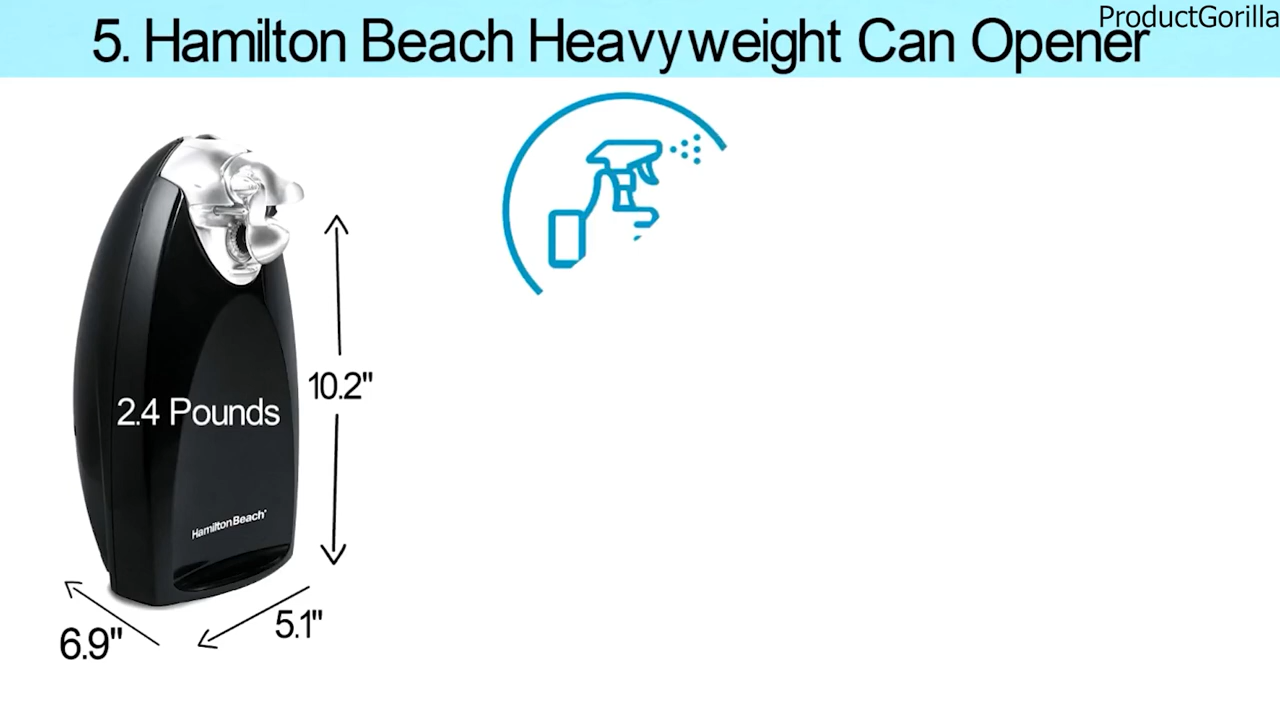 ProductGorilla
5. Hamilton Beach Heavyweight Can Opener
10.2"
2.4 Pounds
HamiltonBeach
5.1"
6.9"